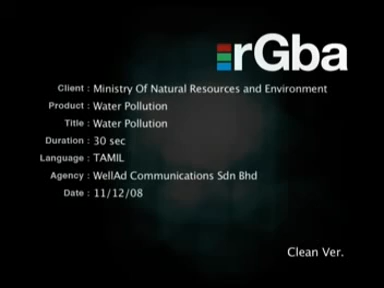 rGba
Client : Ministry Of Natural Resources and Environment
Product : Water Pollution
Title : Water Pollution
Duration : 30 sec
Language : TAMIL
Agency : WellAd Communications Sdn Bhd
Date : 11/12/08
Clean Ver.